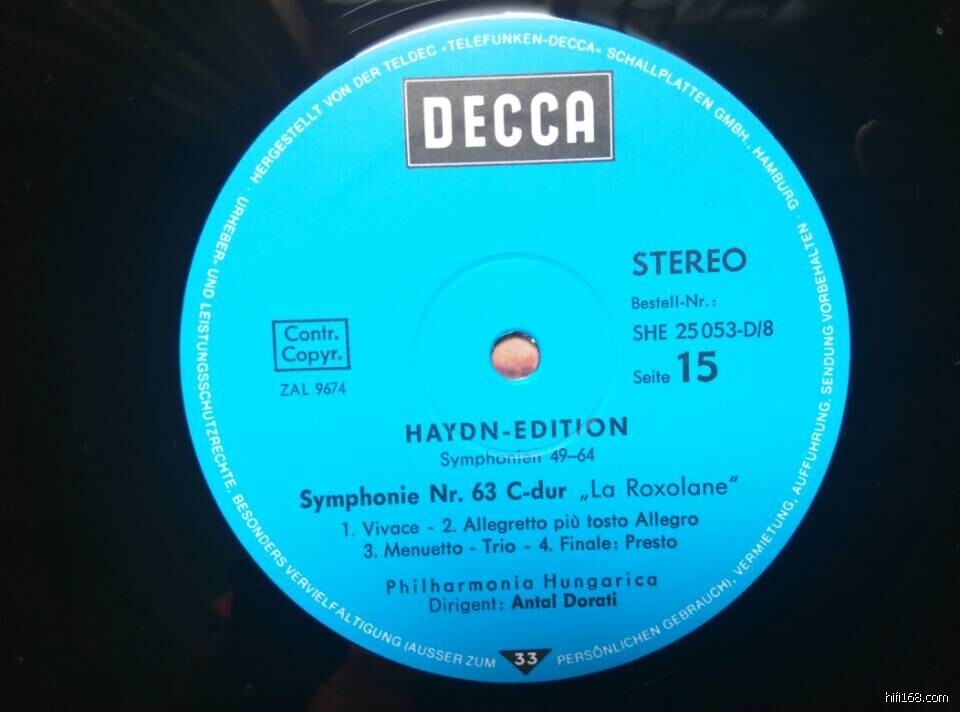 HERGESTELLT VON DER TELDEC »TELEFUNKEN-DECCA« SCHALLPLATTEN GMBH., HAMBURG ·
URHEBER- UND LEISTUNGSSCHUTZRECHTE, BESONDERS VERVIELFÄLTIGUNG (AUSSER ZUM PERSÖNLICHEN GEBRAUCH), VERMIETUNG, AUFFÜHRUNG, SENDUNG VORBEHALTEN ·
DECCA
STEREO
Bestell-Nr.:
SHE 25 053-D/8
Seite 15
Contr.
Copyr.
ZAL 9674
HAYDN-EDITION
Symphonien 49–64
Symphonie Nr. 63 C-dur „La Roxolane“
1. Vivace - 2. Allegretto più tosto Allegro
3. Menuetto - Trio - 4. Finale: Presto
Philharmonia Hungarica
Dirigent: Antal Dorati
33
hifi168.com